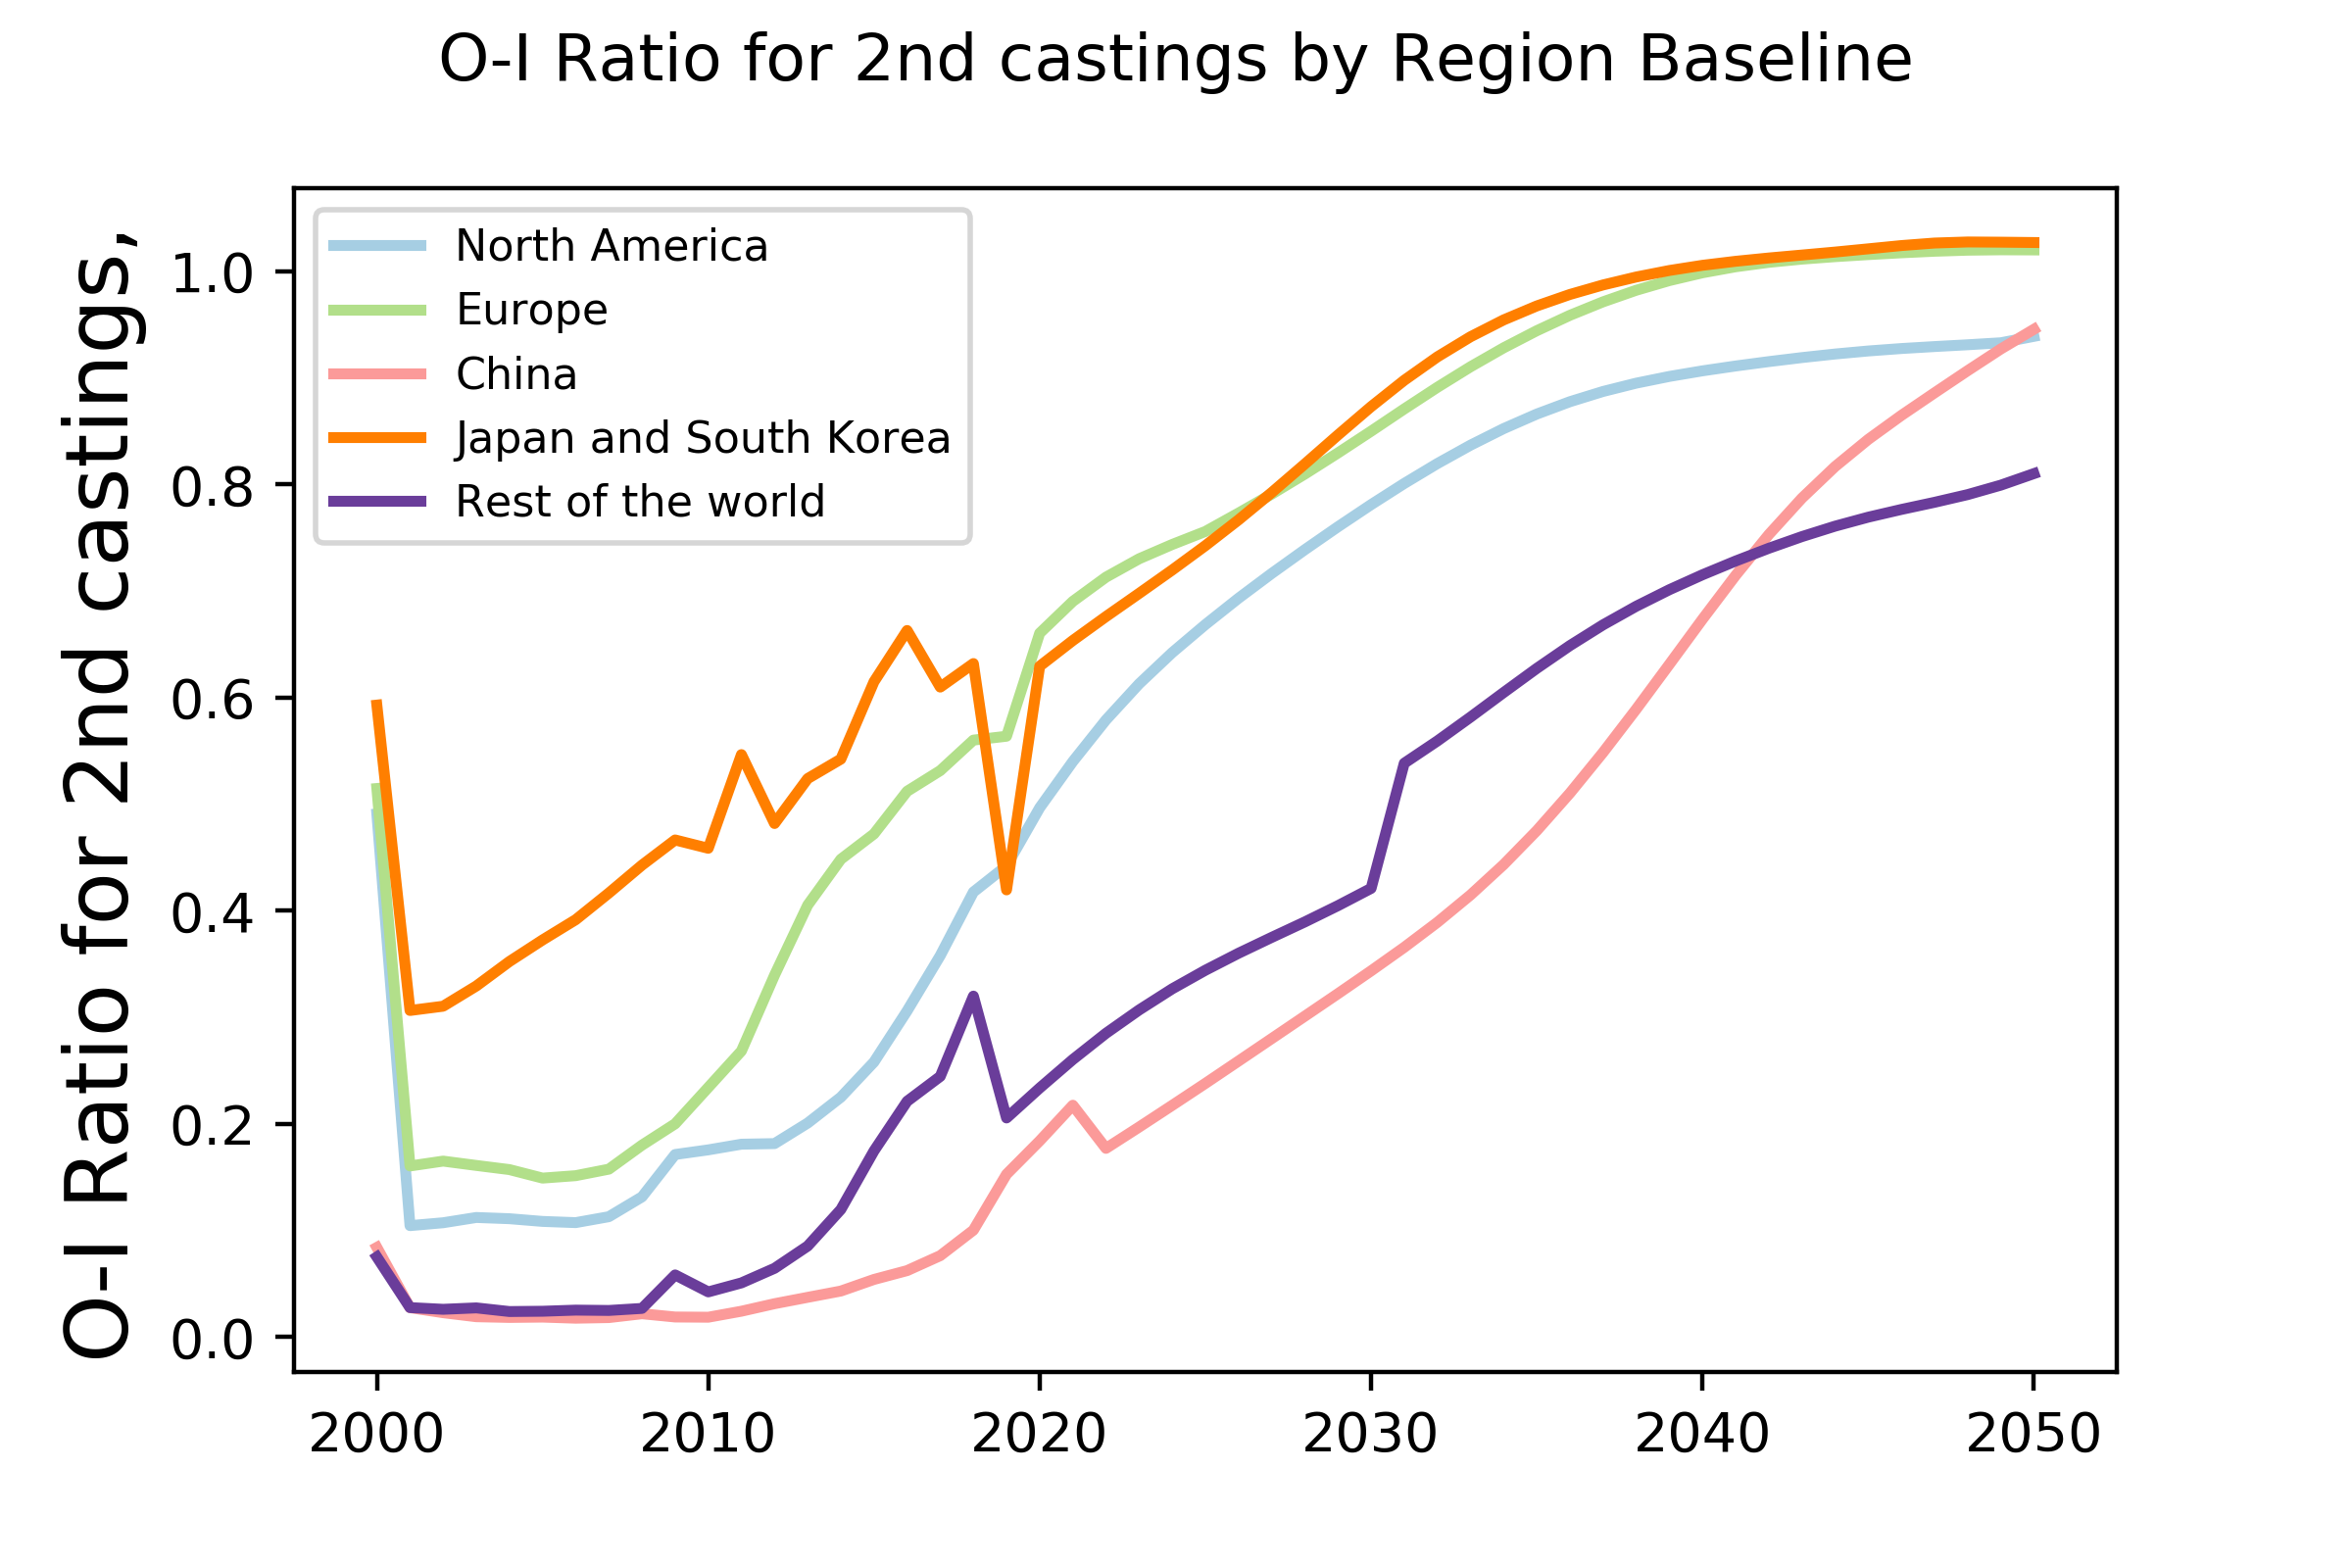 O-I Ratio for 2nd castings by Region Baseline
O-I Ratio for 2nd castings,
1.0
0.8
0.6
0.4
0.2
0.0
North America
Europe
China
Japan and South Korea
Rest of the world
2000 2010 2020 2030 2040 2050